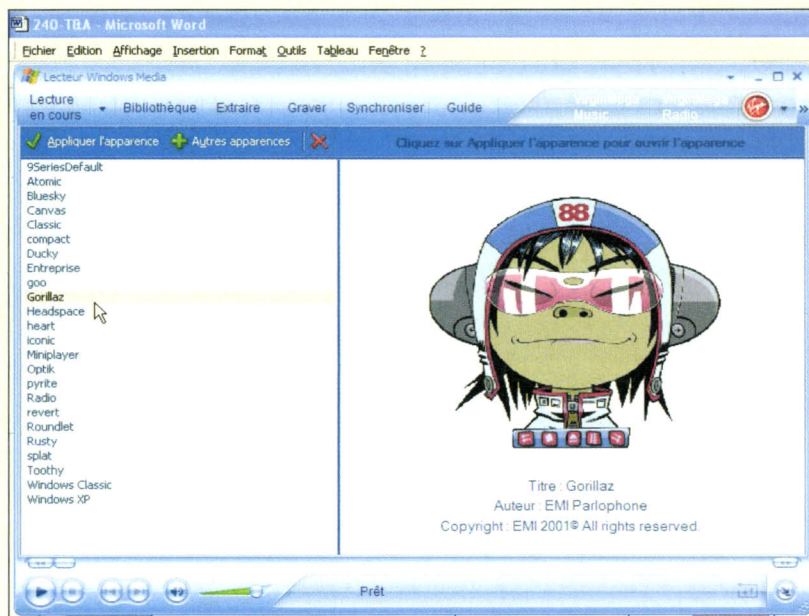 240-T&A - Microsoft Word
Fichier Edition Affichage Insertion Format Outils Tableau Fenêtre ?
Lecteur Windows Media
Lecture en cours Bibliothèque Extraire Graver Synchroniser Guide Music Radio Virgin »
Appliquer l'apparence Autres apparences Cliquez sur Appliquer l'apparence pour ouvrir l'apparence
9SeriesDefault
Atomic
Bluesky
Canvas
Classic
compact
Ducky
Entreprise
goo
Gorillaz
Headspace
heart
iconic
Miniplayer
Optik
pyrite
Radio
revert
Roundlet
Rusty
splat
Toothy
Windows Classic
Windows XP
88
Titre : Gorillaz
Auteur : EMI Parlophone
Copyright : EMI 2001© All rights reserved
Prêt